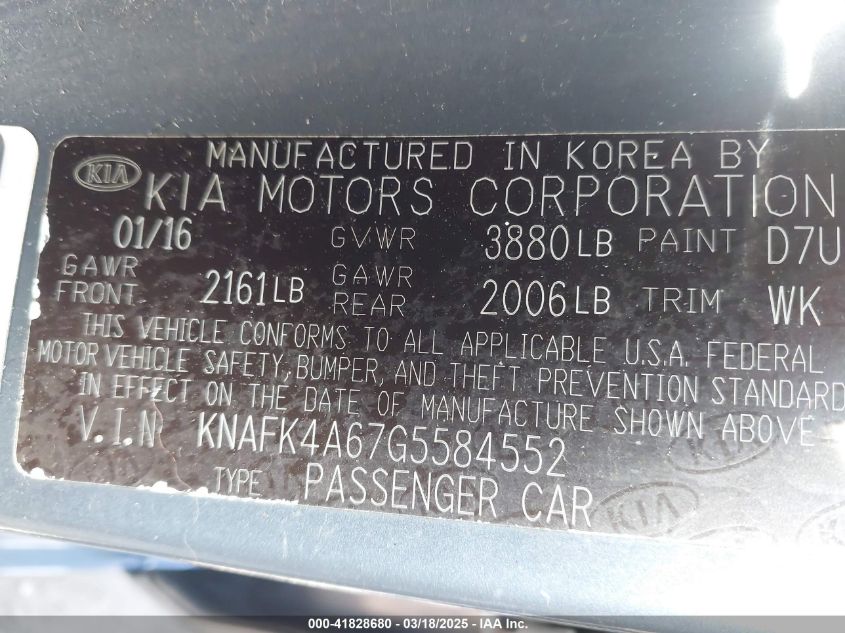 MANUFACTURED IN KOREA BY
KIA KIA MOTORS CORPORATION
01/16 GVWR 3880LB PAINT D7U
GAWR FRONT 2161LB GAWR REAR 2006LB TRIM WK
THIS VEHICLE CONFORMS TO ALL APPLICABLE U.S.A. FEDERAL
MOTOR VEHICLE SAFETY, BUMPER, AND THEFT PREVENTION STANDARD
IN EFFECT ON THE DATE OF MANUFACTURE SHOWN ABOVE.
V.I.N KNAFK4A67G5584552
TYPE PASSENGER CAR
KIA
000-41828680 - 03/18/2025 - IAA Inc.